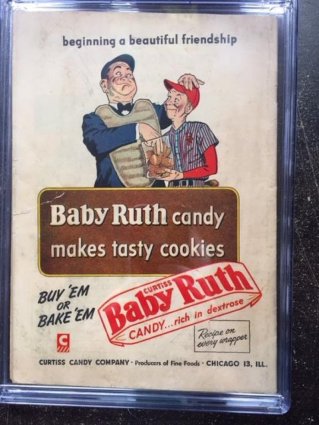 beginning a beautiful friendship
Baby Ruth candy
makes tasty cookies
BUY 'EM
OR
BAKE 'EM
CURTISS
Baby Ruth
CANDY...rich in dextrose
C
Recipe on
every wrapper
CURTISS CANDY COMPANY · Producers of Fine Foods · CHICAGO 13, ILL.